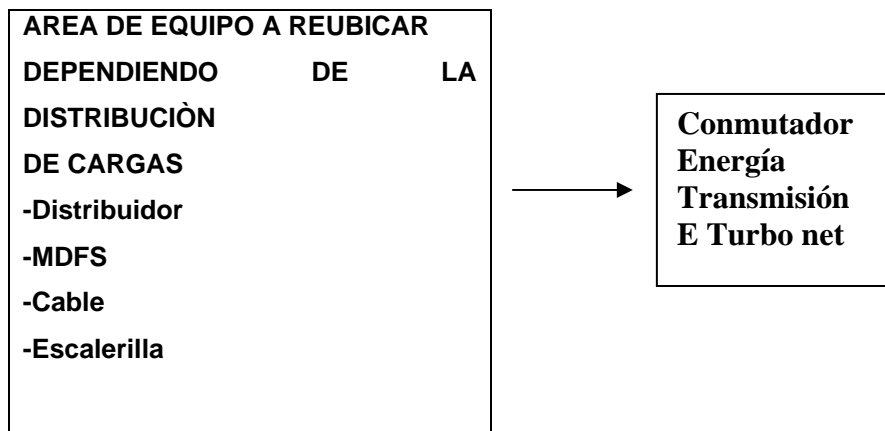 AREA DE EQUIPO A REUBICAR
DEPENDIENDO DE LA
DISTRIBUCIÒN
DE CARGAS
-Distribuidor
-MDFS
-Cable
-Escalerilla
Conmutador
Energía
Transmisión
E Turbo net